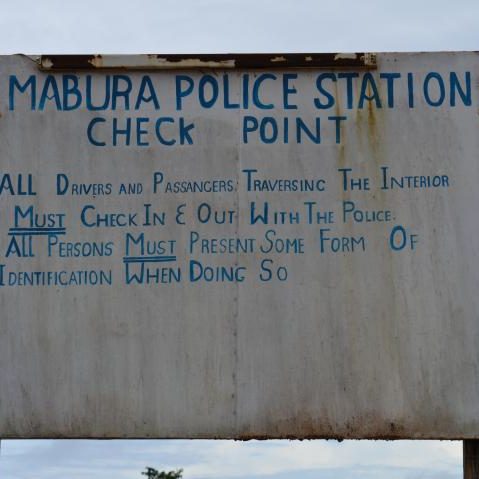 MABURA POLICE STATION
CHECK POINT
ALL DRIVERS AND PASSANGERS, TRAVERSING THE INTERIOR
MUST CHECK IN & OUT WITH THE POLICE.
ALL PERSONS MUST PRESENT SOME FORM OF
IDENTIFICATION WHEN DOING SO